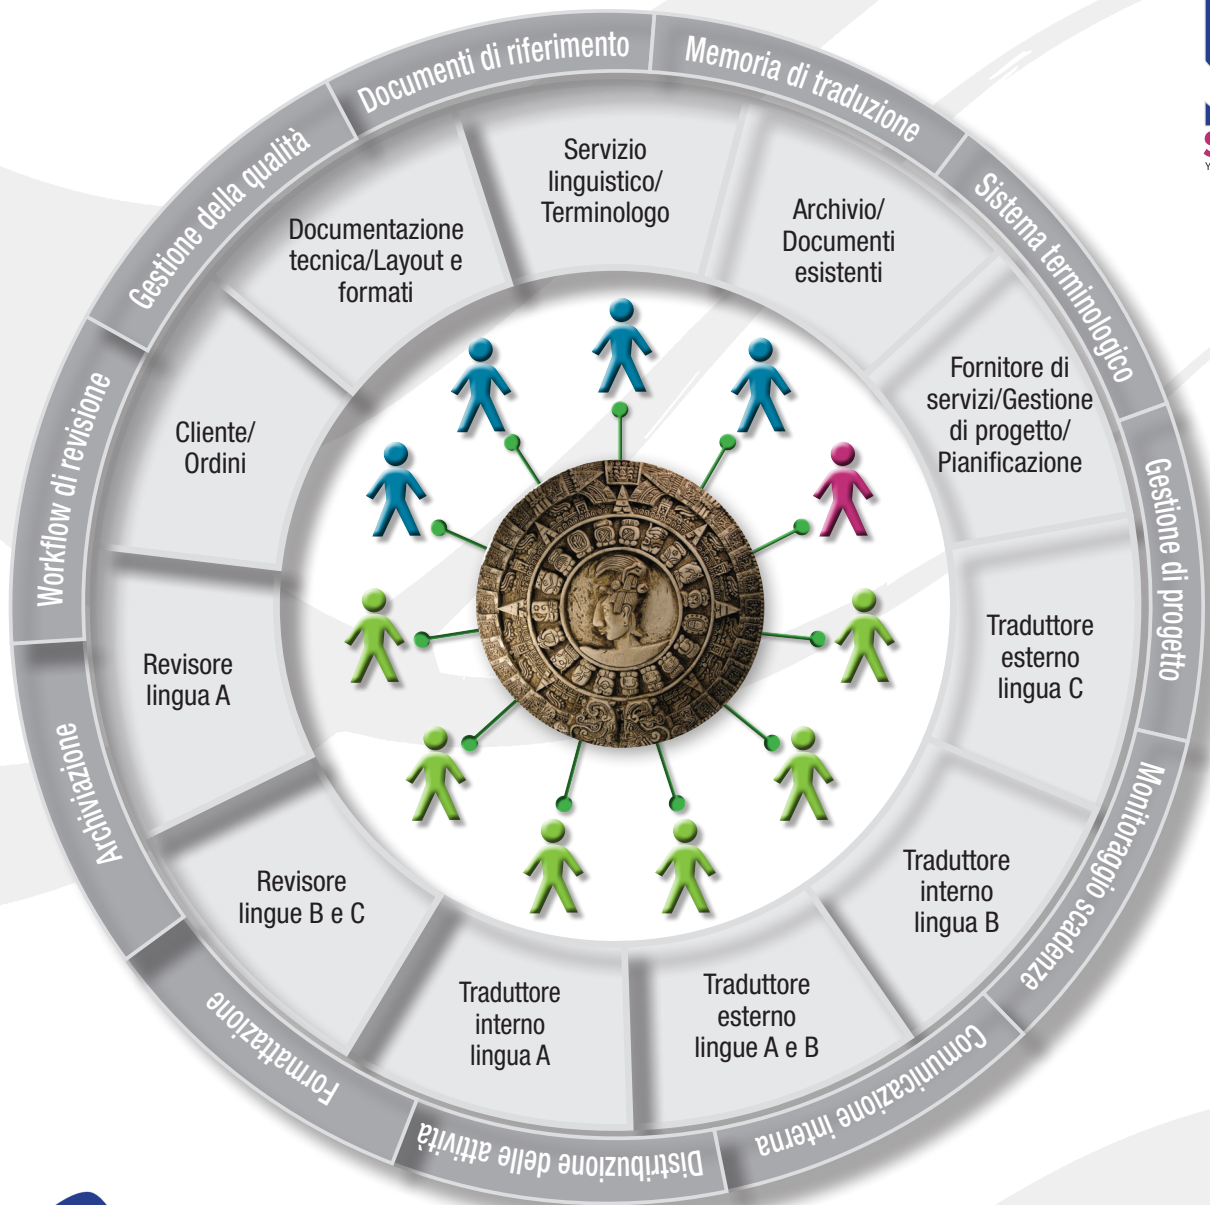 Documenti di riferimento
Memoria di traduzione
Sistema terminologico
Gestione di progetto
Monitoraggio scadenze
Comunicazione interna
Distribuzione delle attività
Formattazione
Archiviazione
Workflow di revisione
Gestione della qualità
Servizio
linguistico/
Terminologo
Archivio/
Documenti
esistenti
Fornitore di
servizi/Gestione
di progetto/
Pianificazione
Traduttore
esterno
lingua C
Traduttore
interno
lingua B
Traduttore
esterno
lingue A e B
Traduttore
interno
lingua A
Revisore
lingue B e C
Revisore
lingua A
Cliente/
Ordini
Documentazione
tecnica/Layout e
formati